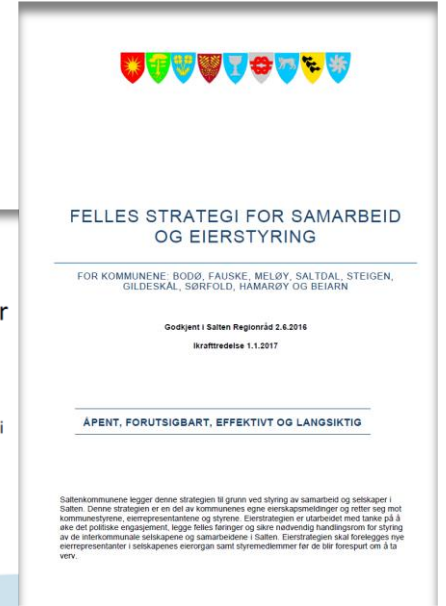 FELLES STRATEGI FOR SAMARBEID
OG EIERSTYRING
FOR KOMMUNENE: BODØ, FAUSKE, MELØY, SALTDAL, STEIGEN,
GILDESKÅL, SØRFOLD, HAMARØY OG BEIARN
Godkjent i Salten Regionråd 2.6.2016
Ikrafttredelse 1.1.2017
r
i
ÅPENT, FORUTSIGBART, EFFEKTIVT OG LANGSIKTIG
Saltenkommunene legger denne strategien til grunn ved styring av samarbeid og selskaper i
Salten. Denne strategien er en del av kommunenes egne eierskapsmeldinger og retter seg mot
kommunestyrene, eierrepresentantene og styrene. Eierstrategien er utarbeidet med tanke på å
øke det politiske engasjement, legge felles føringer og sikre nødvendig handlingsrom for styring
av de interkommunale selskapene og samarbeidene i Salten. Eierstrategien skal forelegges nye
eierrepresentanter i selskapenes eierorgan samt styremedlemmer før de blir forespurt om å ta
verv.